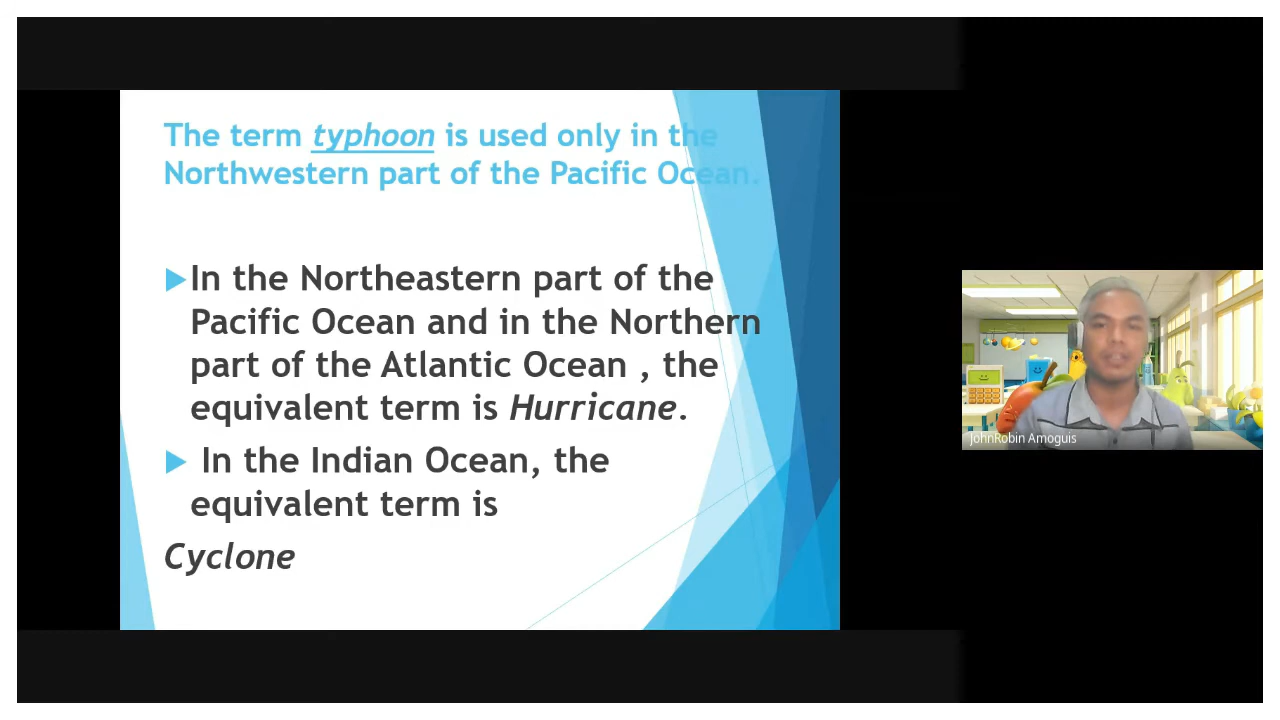 The term typhoon is used only in the
Northwestern part of the Pacific Ocean.
In the Northeastern part of the
Pacific Ocean and in the Northern
part of the Atlantic Ocean , the
equivalent term is Hurricane.
In the Indian Ocean, the
equivalent term is
Cyclone
JohnRobin Amoguis